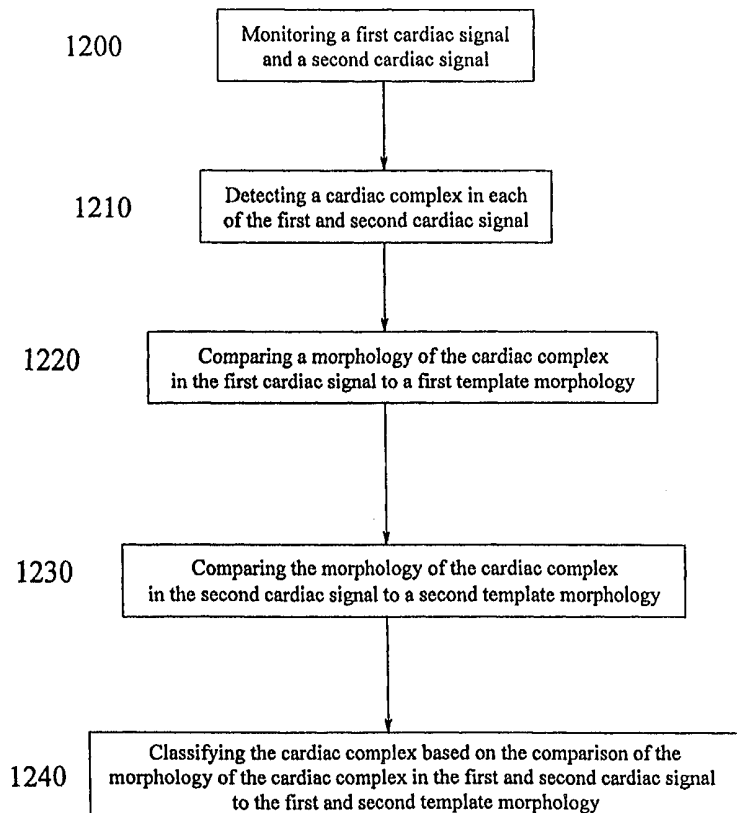 1200
Monitoring a first cardiac signal
and a second cardiac signal
1210
Detecting a cardiac complex in each
of the first and second cardiac signal
1220
Comparing a morphology of the cardiac complex
in the first cardiac signal to a first template morphology
1230
Comparing the morphology of the cardiac complex
in the second cardiac signal to a second template morphology
1240
Classifying the cardiac complex based on the comparison of the
morphology of the cardiac complex in the first and second cardiac signal
to the first and second template morphology